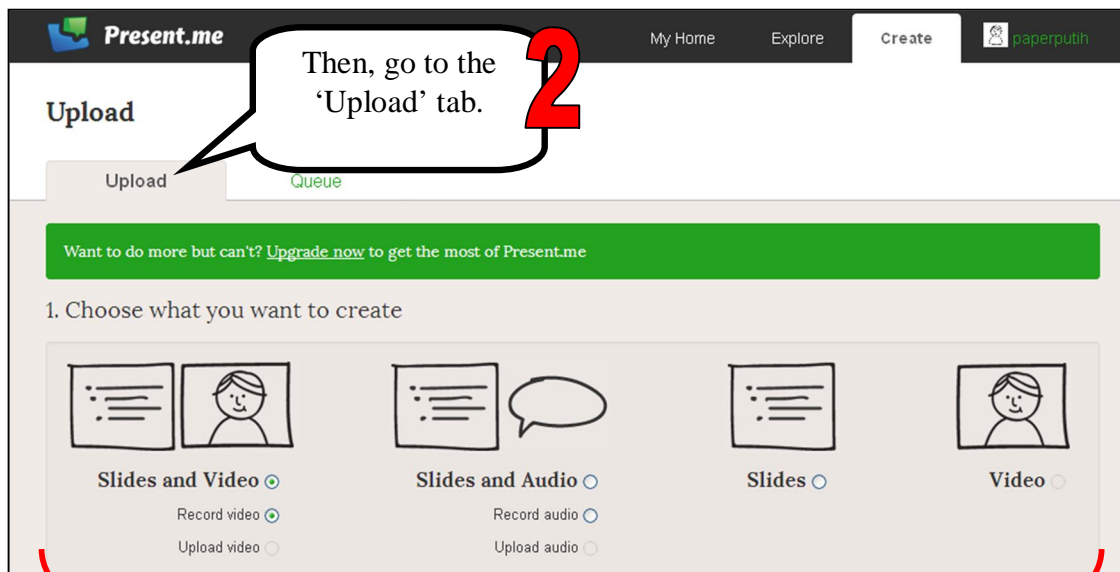 Present.me
My Home Explore Create paperputih
Then, go to the
‘Upload’ tab.
2
Upload
Upload Queue
Want to do more but can't? Upgrade now to get the most of Present.me
1. Choose what you want to create
Slides and Video Slides and Audio Slides Video
Record video Record audio
Upload video Upload audio